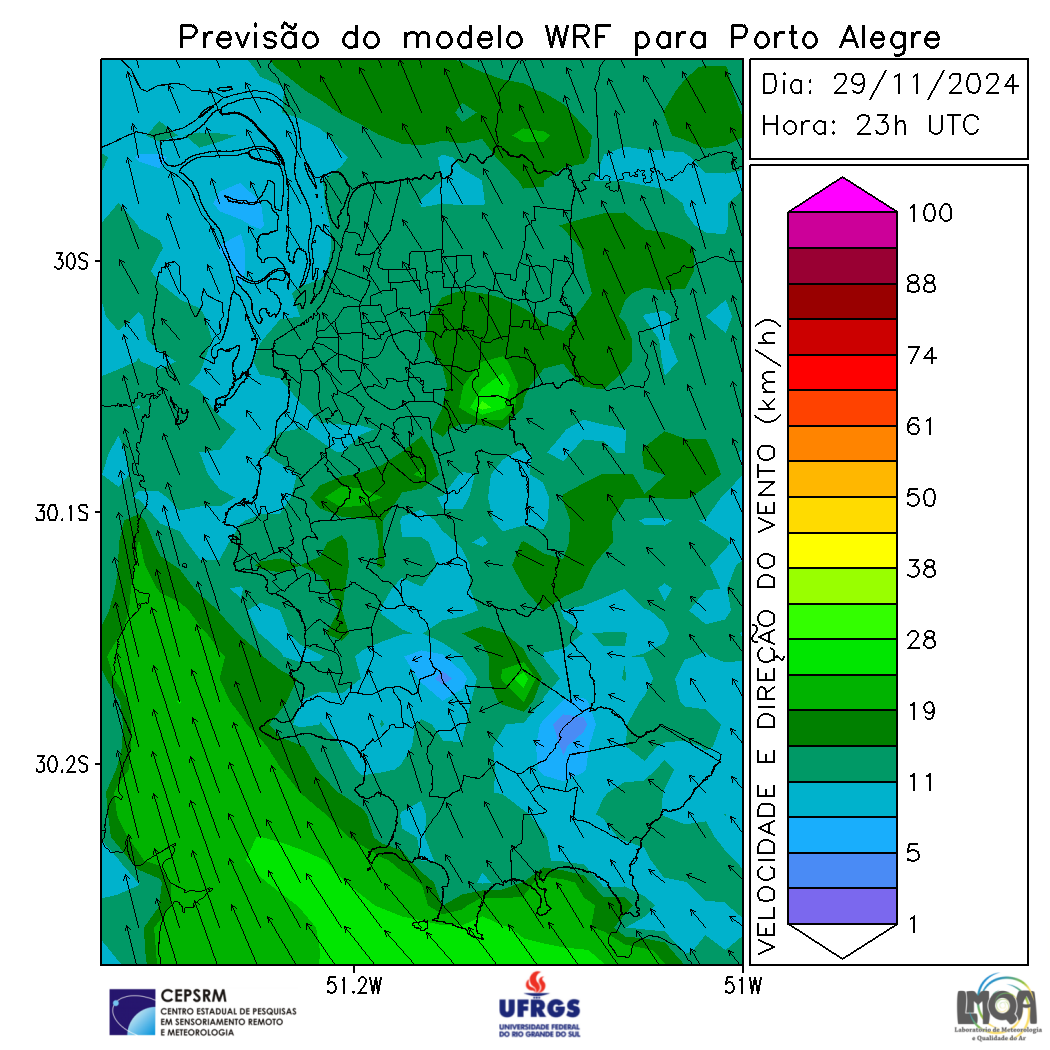 Previsão do modelo WRF para Porto Alegre
Dia: 29/11/2024
Hora: 23h UTC
30S
30.1S
30.2S
51.2W
51W
VELOCIDADE E DIREÇÃO DO VENTO (km/h)
100
88
74
61
50
38
28
19
11
5
1
CEPSRM
CENTRO ESTADUAL DE PESQUISAS
EM SENSORIAMENTO REMOTO
E METEOROLOGIA
UFRGS
UNIVERSIDADE FEDERAL
DO RIO GRANDE DO SUL
LMQA
Laboratório de Meteorologia
e Qualidade do Ar